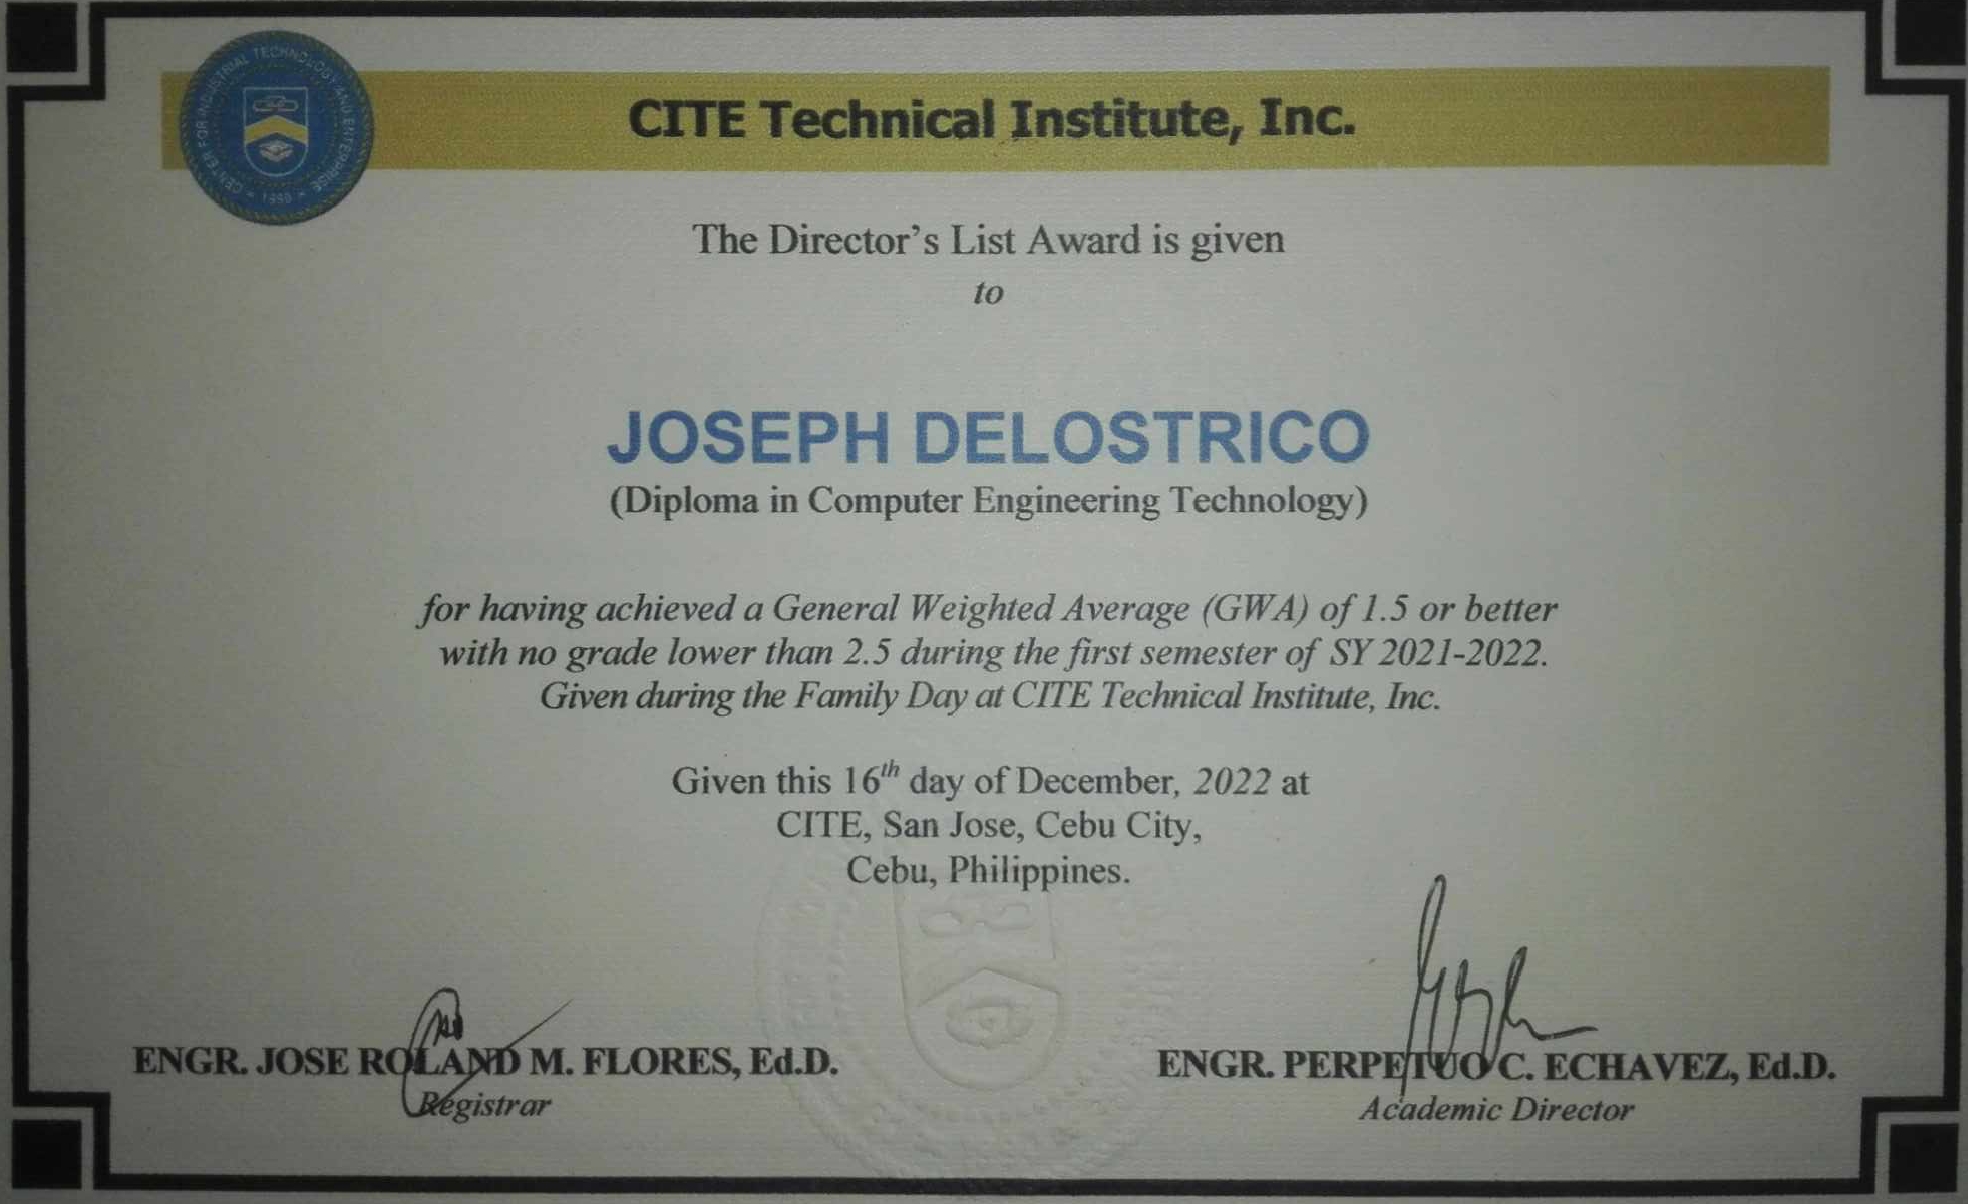 CENTER FOR INDUSTRIAL TECHNOLOGY AND ENTERPRISE
1990
CITE Technical Institute, Inc.
The Director's List Award is given
to
JOSEPH DELOSTRICO
(Diploma in Computer Engineering Technology)
for having achieved a General Weighted Average (GWA) of 1.5 or better
with no grade lower than 2.5 during the first semester of SY 2021-2022.
Given during the Family Day at CITE Technical Institute, Inc.
Given this 16th day of December, 2022 at
CITE, San Jose, Cebu City,
Cebu, Philippines.
ENGR. JOSE ROLAND M. FLORES, Ed.D.
Registrar
ENGR. PERPETUO C. ECHAVEZ, Ed.D.
Academic Director